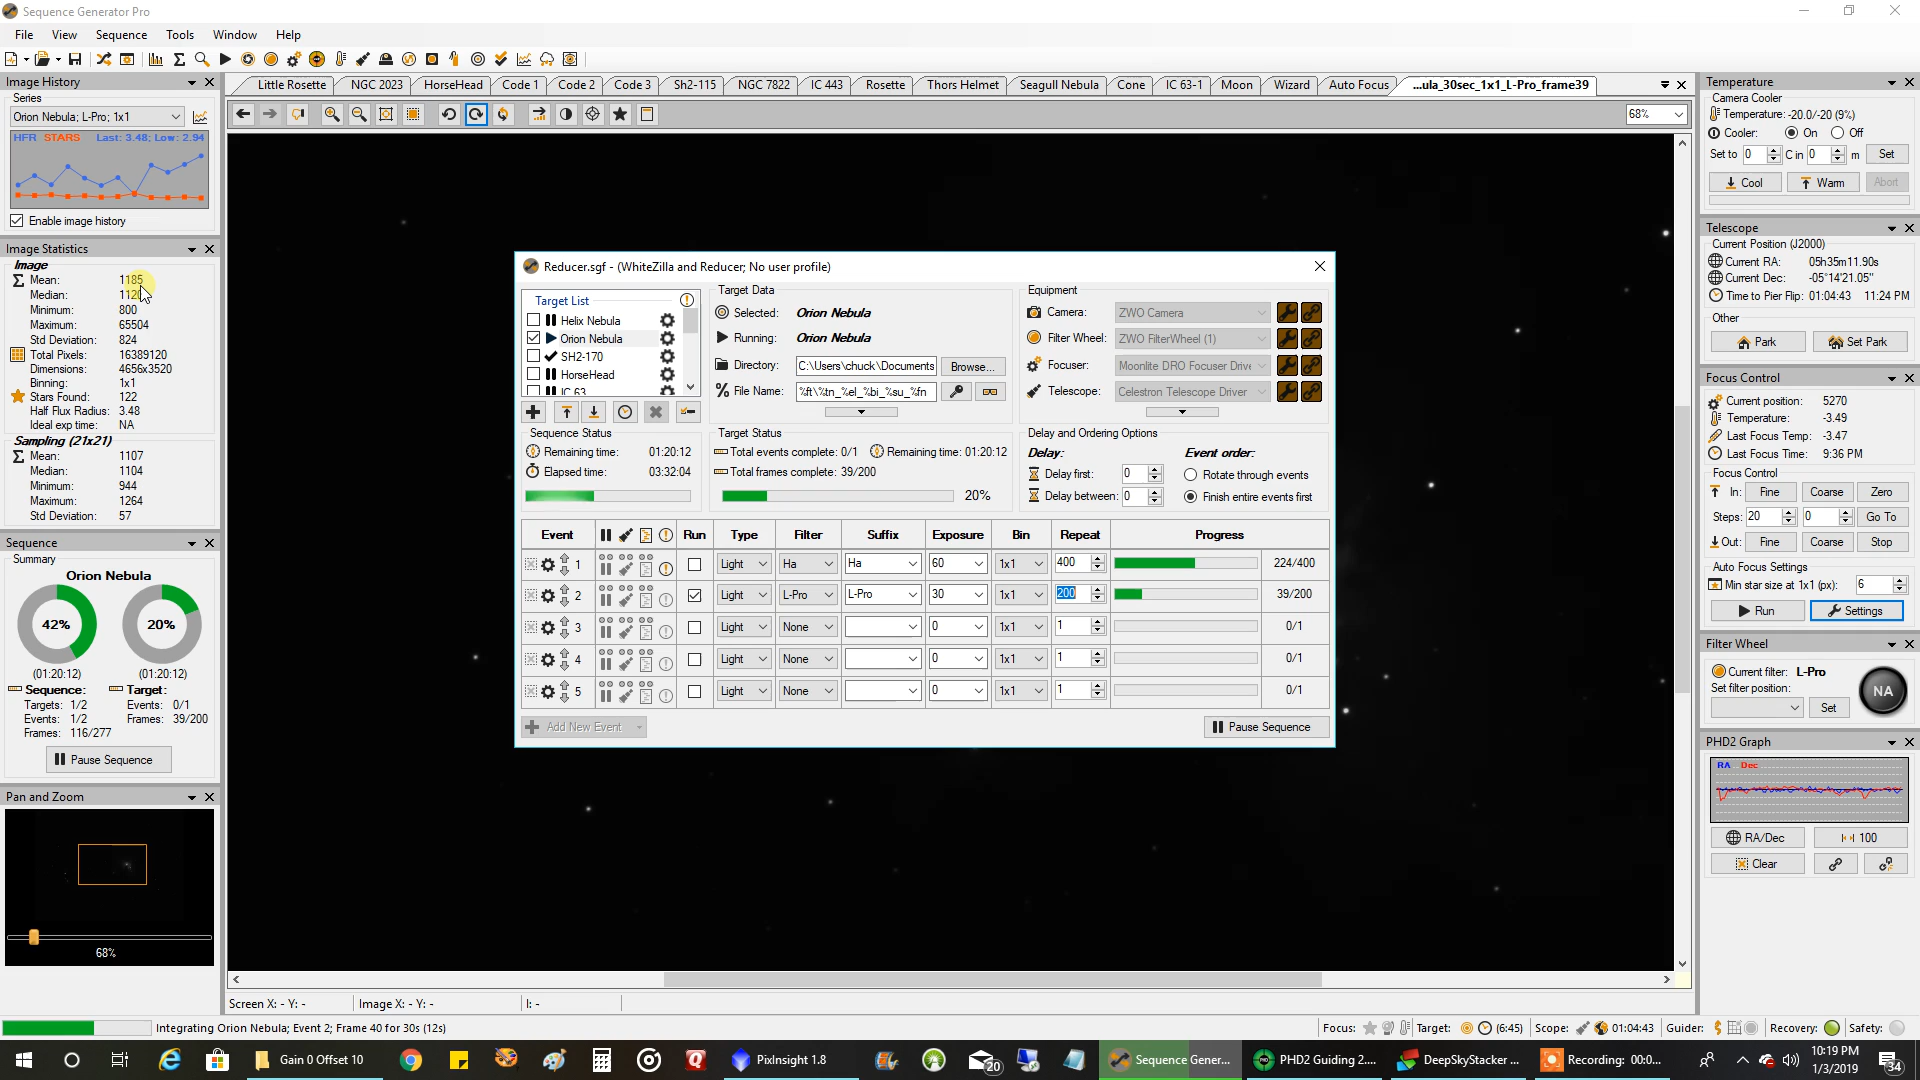 Sequence Generator Pro
File View Sequence Tools Window Help
Image History
Series
Orion Nebula; L-Pro; 1x1
HFR STARS Last: 3.48; Low: 2.94
Enable image history
Image Statistics
Image
Mean: 1185
Median: 1120
Minimum: 800
Maximum: 65504
Std Deviation: 824
Total Pixels: 16389120
Dimensions: 4656x3520
Binning: 1x1
Stars Found: 122
Half Flux Radius: 3.48
Ideal exp time: NA
Sampling (21x21)
Mean: 1107
Median: 1104
Minimum: 944
Maximum: 1264
Std Deviation: 57
Sequence
Summary
Orion Nebula
42% 20%
(01:20:12) (01:20:12)
Sequence: Target:
Targets: 1/2 Events: 0/1
Events: 1/2 Frames: 39/200
Frames: 116/277
Pause Sequence
Pan and Zoom
68%
Little Rosette NGC 2023 HorseHead Code 1 Code 2 Code 3 Sh2-115 NGC 7822 IC 443 Rosette Thors Helmet Seagull Nebula Cone IC 63-1 Moon Wizard Auto Focus ...ula_30sec_1x1_L-Pro_frame39
68%
Reducer.sgf - (WhiteZilla and Reducer; No user profile)
Target List
Helix Nebula
Orion Nebula
SH2-170
HorseHead
IC 63
Target Data
Selected: Orion Nebula
Running: Orion Nebula
Directory: C:\Users\chuck\Documents Browse...
File Name: %ft\%tn_%el_%bi_%su_%fn
Equipment
Camera: ZWO Camera
Filter Wheel: ZWO FilterWheel (1)
Focuser: Moonlite DRO Focuser Drive
Telescope: Celestron Telescope Driver
Sequence Status
Remaining time: 01:20:12
Elapsed time: 03:32:04
Target Status
Total events complete: 0/1 Remaining time: 01:20:12
Total frames complete: 39/200
20%
Delay and Ordering Options
Delay: Event order:
Delay first: 0 Rotate through events
Delay between: 0 Finish entire events first
Event Run Type Filter Suffix Exposure Bin Repeat Progress
1 Light Ha Ha 60 1x1 400 224/400
2 Light L-Pro L-Pro 30 1x1 200 39/200
3 Light None 0 1x1 1 0/1
4 Light None 0 1x1 1 0/1
5 Light None 0 1x1 1 0/1
Add New Event Pause Sequence
Temperature
Camera Cooler
Temperature: -20.0/-20 (9%)
Cooler: On Off
Set to 0 C in 0 m Set
Cool Warm Abort
Telescope
Current Position (J2000)
Current RA: 05h35m11.90s
Current Dec: -05°14'21.05"
Time to Pier Flip: 01:04:43 11:24 PM
Other
Park Set Park
Focus Control
Current position: 5270
Temperature: -3.49
Last Focus Temp: -3.47
Last Focus Time: 9:36 PM
Focus Control
In: Fine Coarse Zero
Steps: 20 0 Go To
Out: Fine Coarse Stop
Auto Focus Settings
Min star size at 1x1 (px): 6
Run Settings
Filter Wheel
Current filter: L-Pro
Set filter position:
Set
NA
PHD2 Graph
RA Dec
RA/Dec 100
Clear
Screen X: - Y: - Image X: - Y: - I: -
Integrating Orion Nebula; Event 2; Frame 40 for 30s (12s)
Focus: Target: (6:45) Scope: 01:04:43 Guider: Recovery: Safety:
Gain 0 Offset 10 PixInsight 1.8 20 Sequence Gener... PHD2 Guiding 2.... DeepSkyStacker ... Recording: 00:0...
10:19 PM
1/3/2019
34